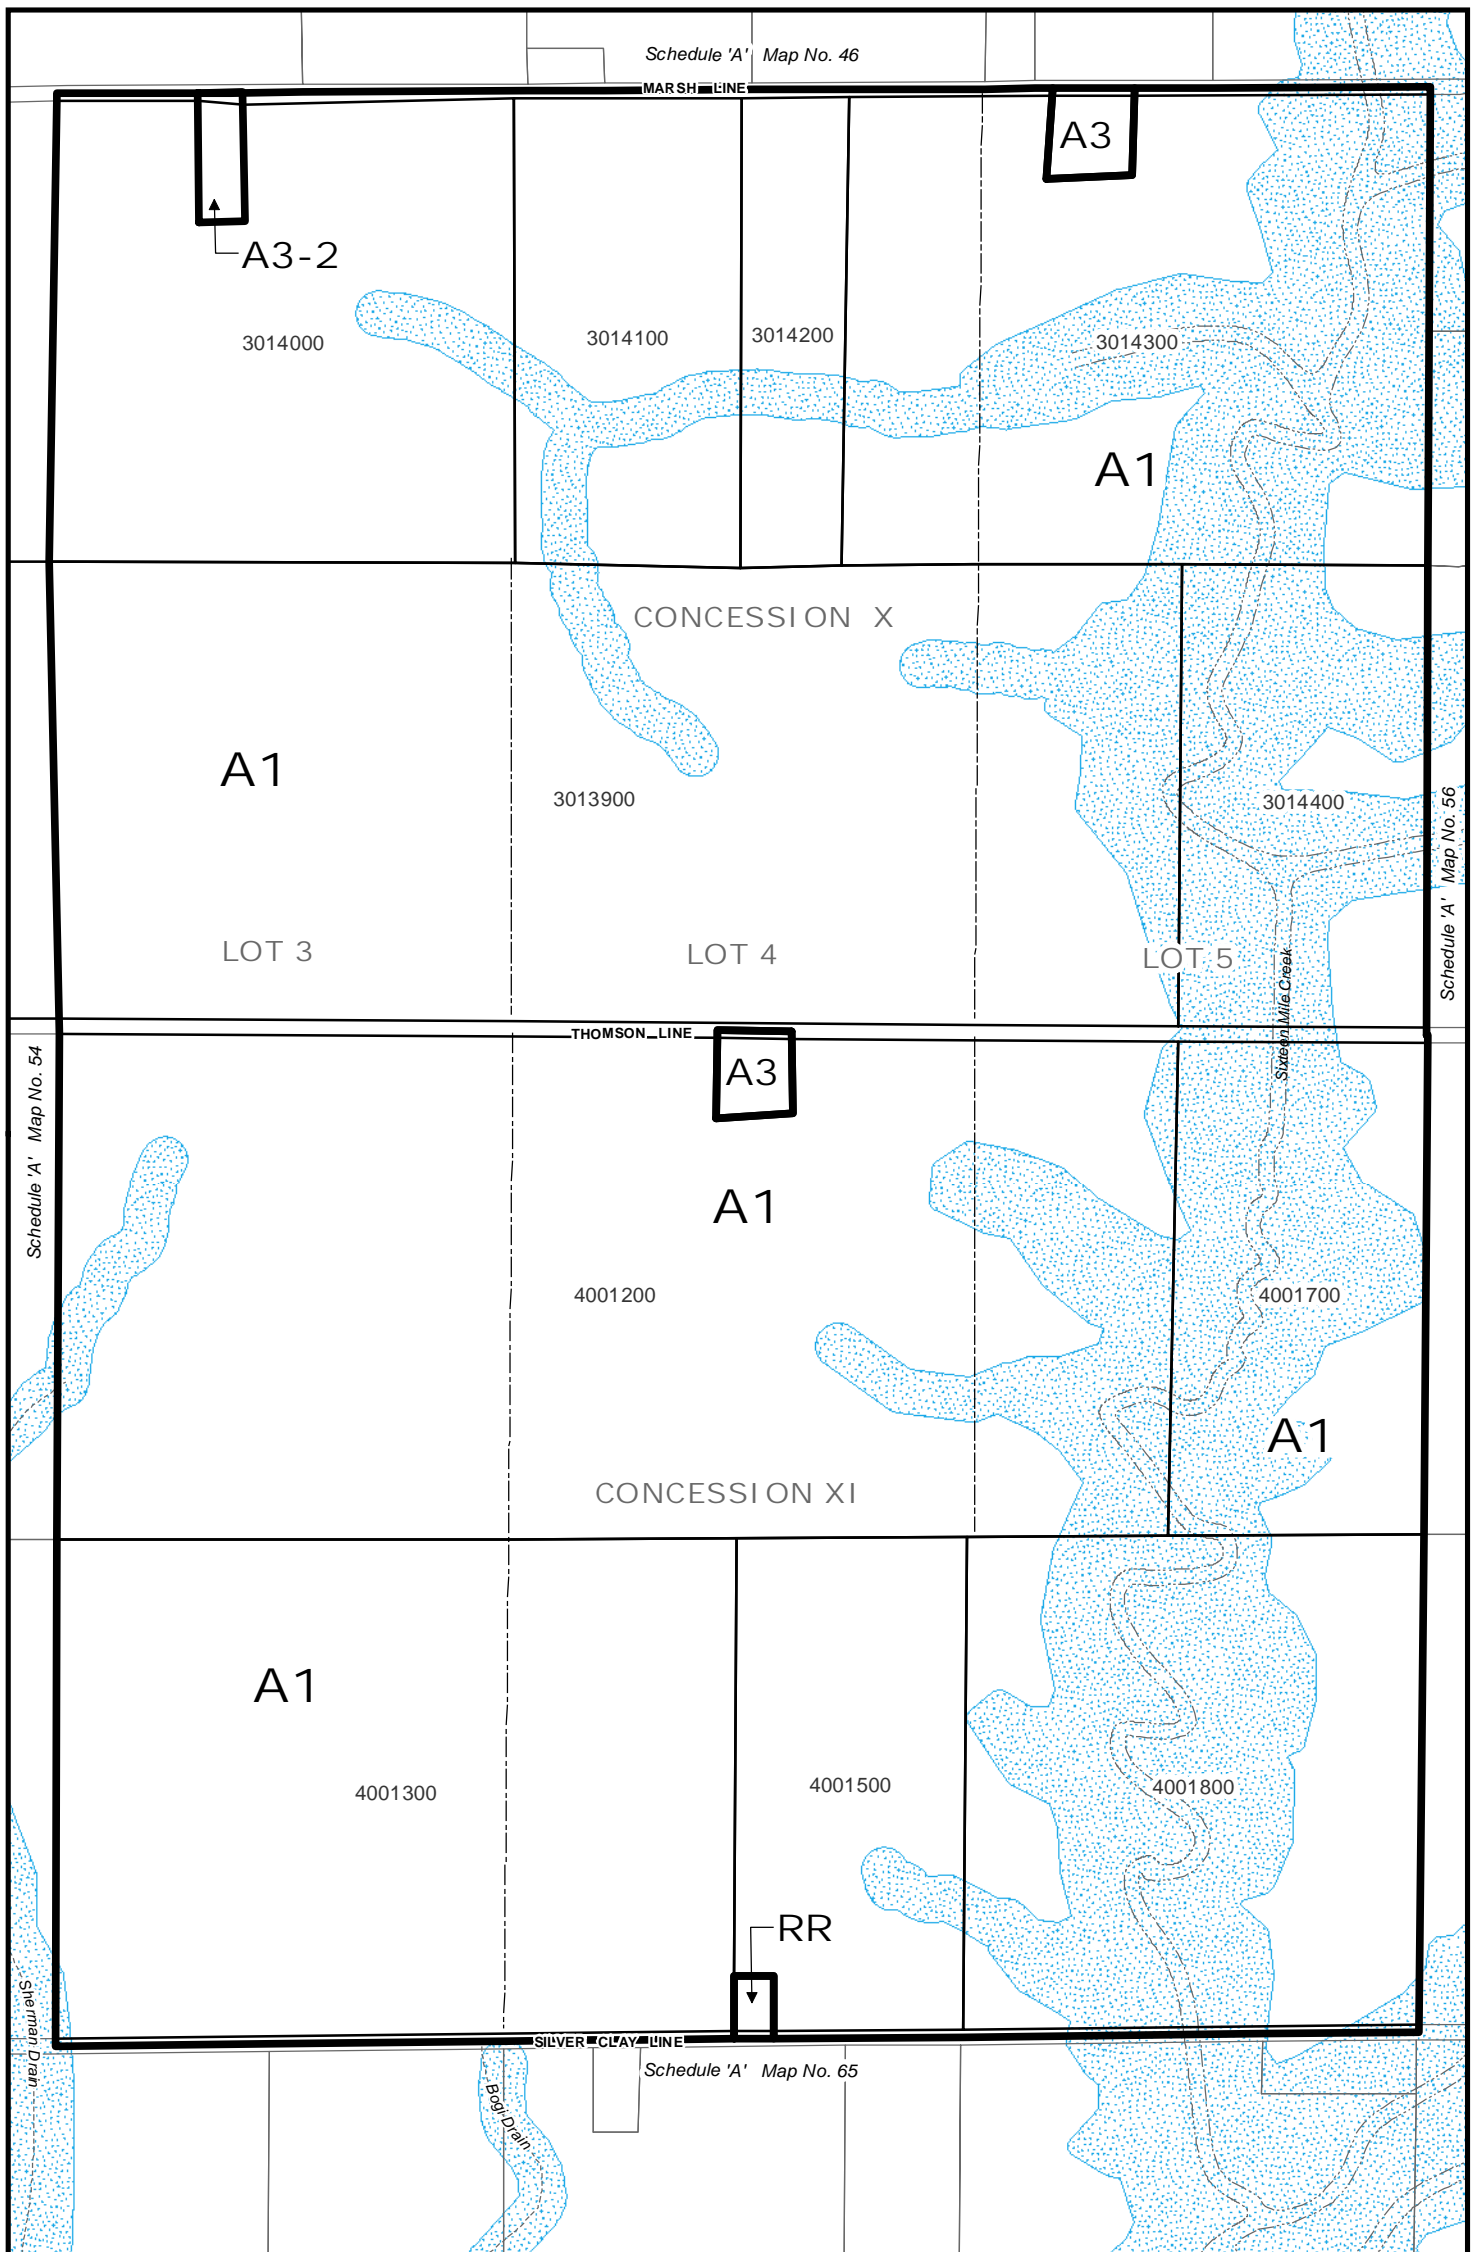 Schedule 'A' Map No. 46
MARSH LINE
A3
A3-2
3014000
3014100
3014200
3014300
A1
CONCESSION X
A1
3013900
3014400
Schedule 'A' Map No. 56
LOT 3
LOT 4
LOT 5
Sixteen Mile Creek
THOMSON LINE
A3
Schedule 'A' Map No. 54
A1
4001200
4001700
A1
CONCESSION XI
A1
4001300
4001500
4001800
RR
Sherman Drain
SILVER CLAY LINE
Schedule 'A' Map No. 65
Bogi Drain